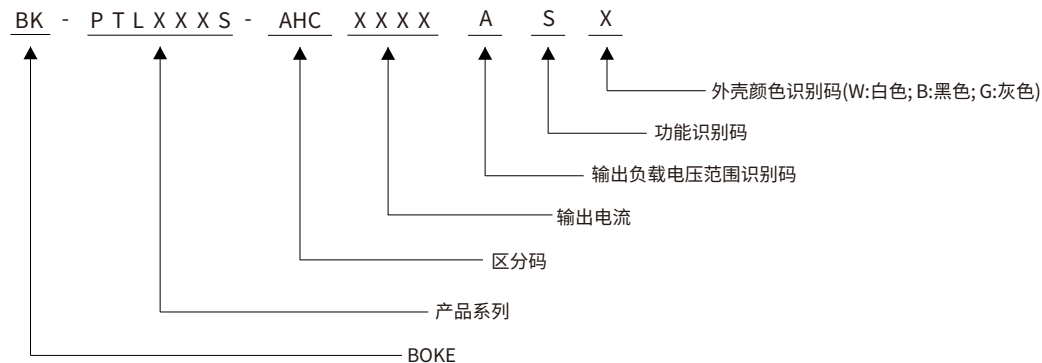 BK - PTLXXXS - AHC XXXX A S X
外壳颜色识别码(W:白色; B:黑色; G:灰色)
功能识别码
输出负载电压范围识别码
输出电流
区分码
产品系列
BOKE